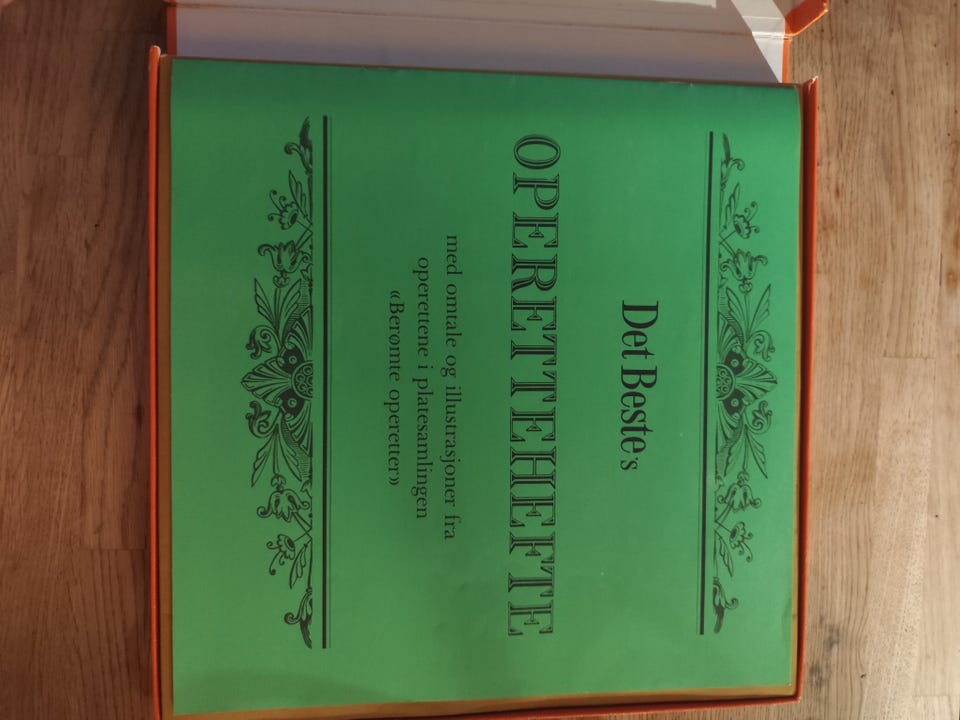 Det Beste's
OPERETTEHEFTE
med omtale og illustrasjoner fra
operettene i platesamlingen
«Berømte operetter»